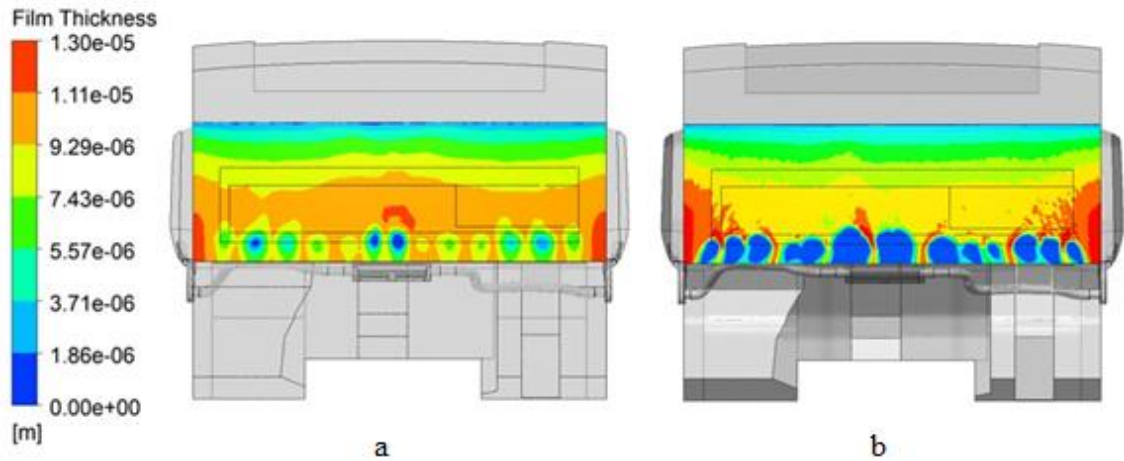 Film Thickness
1.30e-05
1.11e-05
9.29e-06
7.43e-06
5.57e-06
3.71e-06
1.86e-06
0.00e+00
[m]
a
b